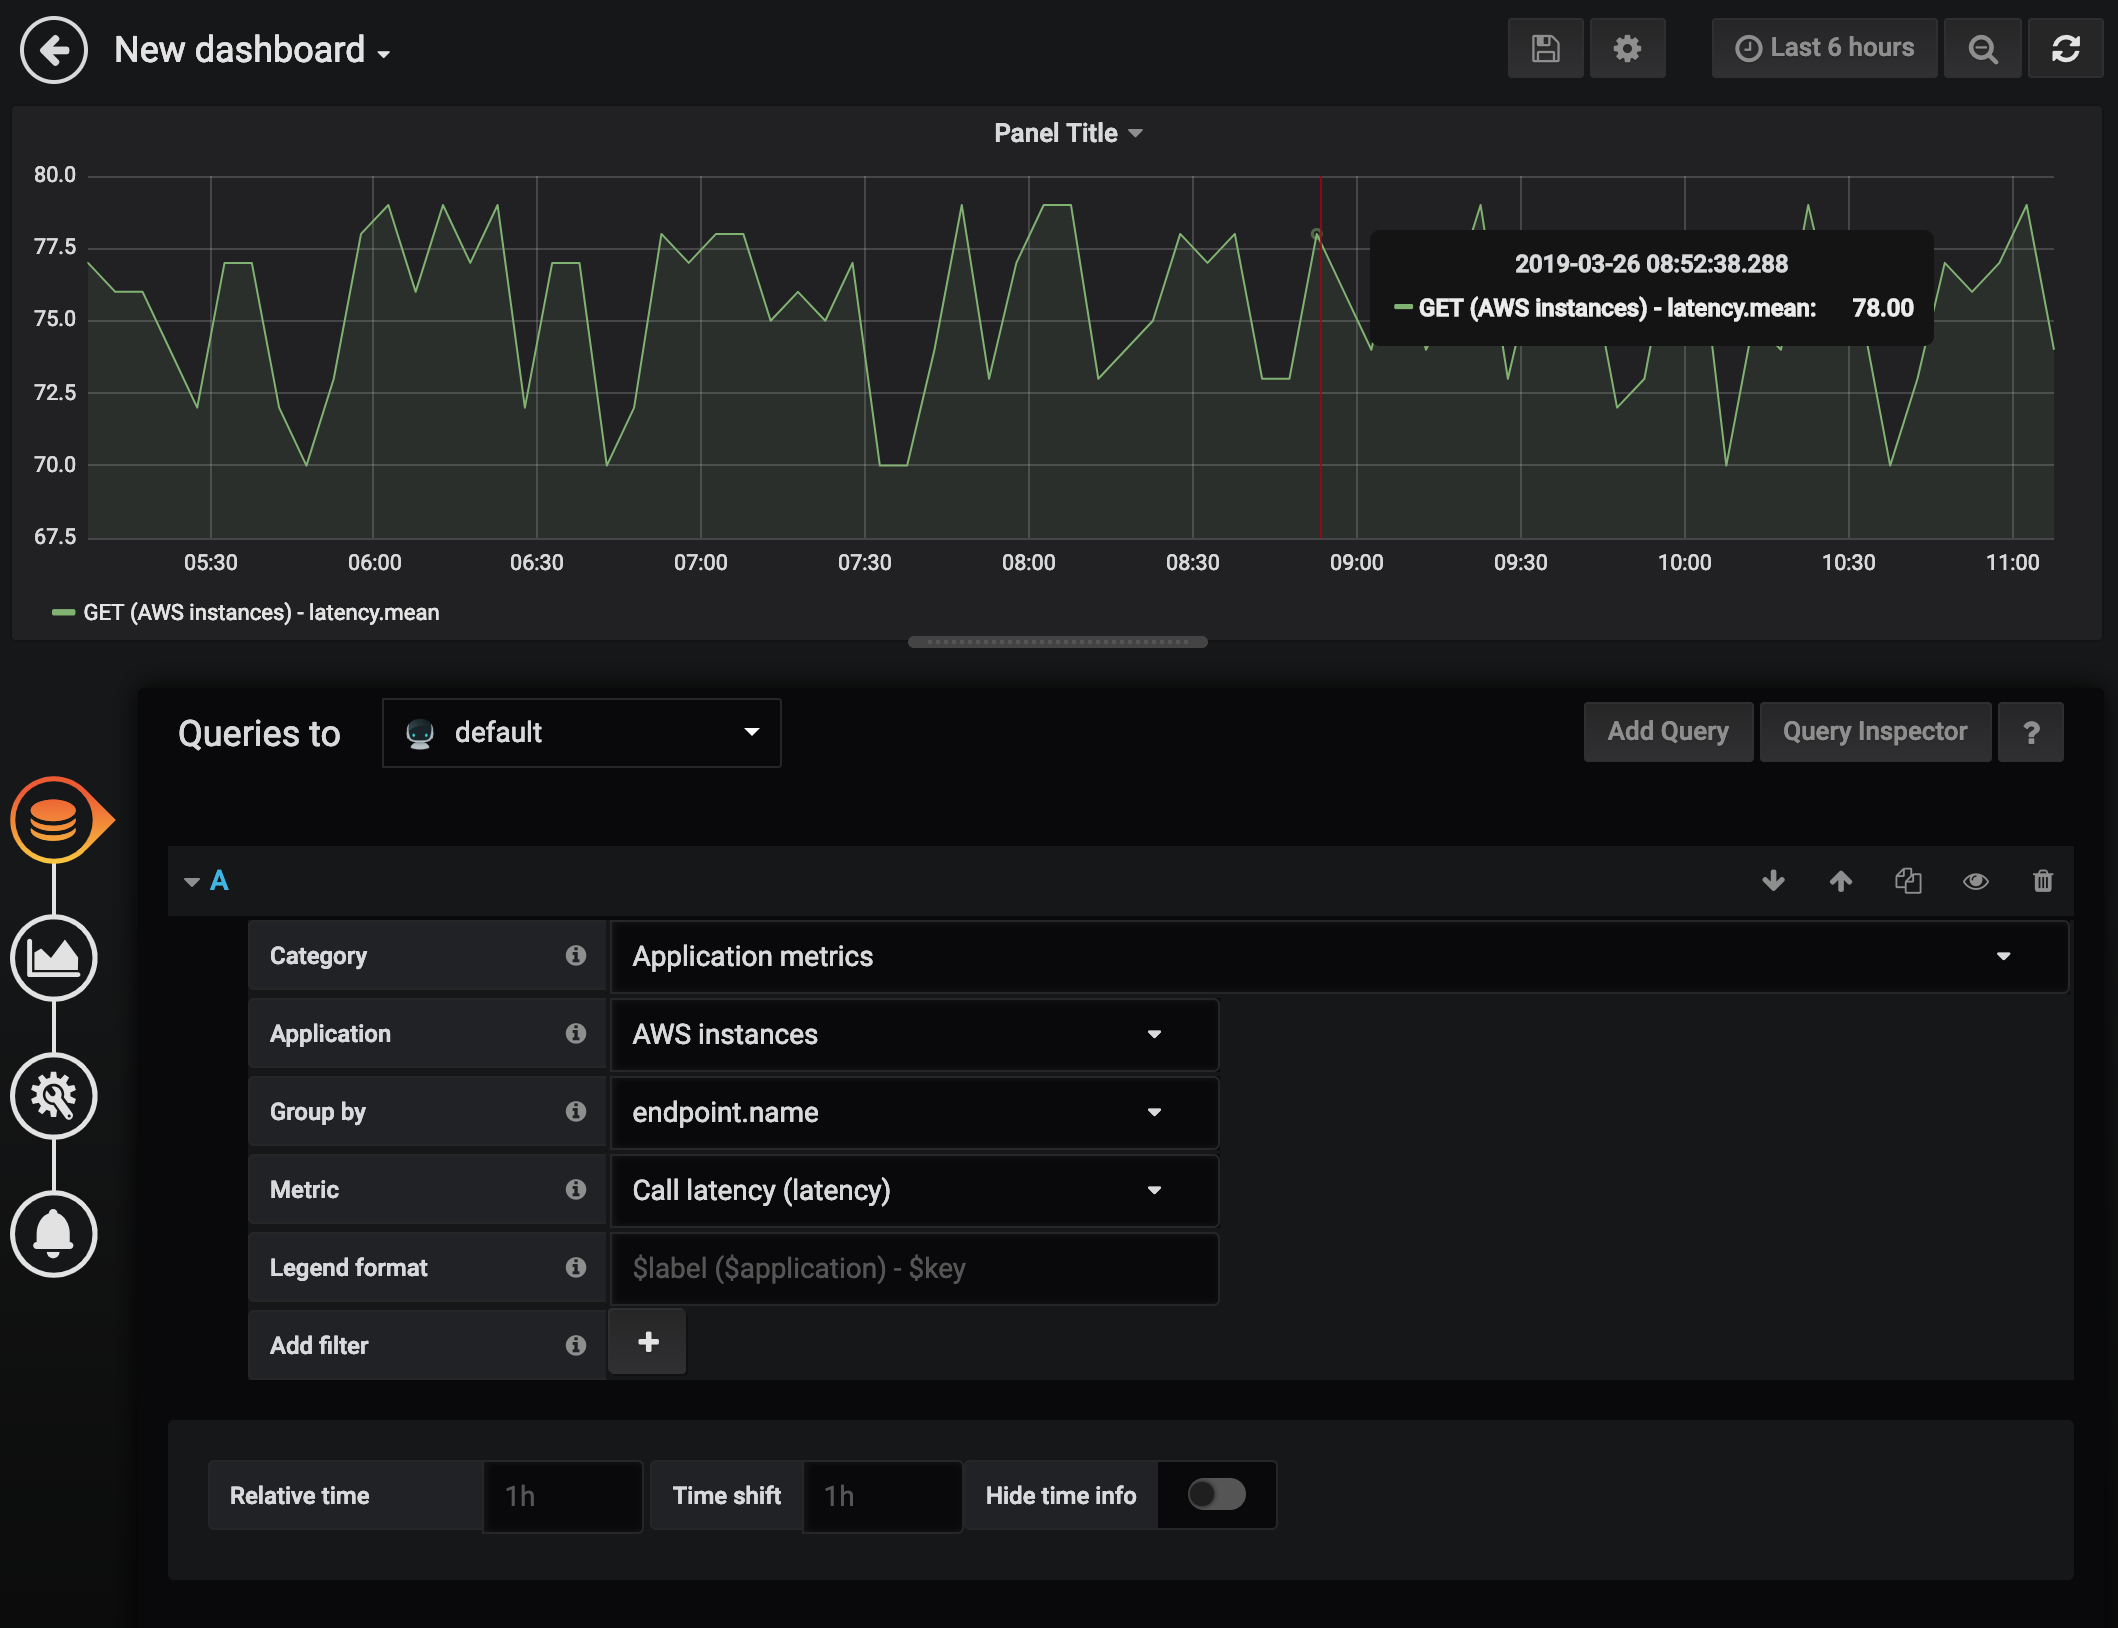 New dashboard
Last 6 hours
Panel Title
80.0
77.5
75.0
72.5
70.0
67.5
2019-03-26 08:52:38.288
GET (AWS instances) - latency.mean: 78.00
05:30 06:00 06:30 07:00 07:30 08:00 08:30 09:00 09:30 10:00 10:30 11:00
GET (AWS instances) - latency.mean
Queries to default Add Query Query Inspector ?
A
Category Application metrics
Application AWS instances
Group by endpoint.name
Metric Call latency (latency)
Legend format $label ($application) - $key
Add filter +
Relative time 1h Time shift 1h Hide time info